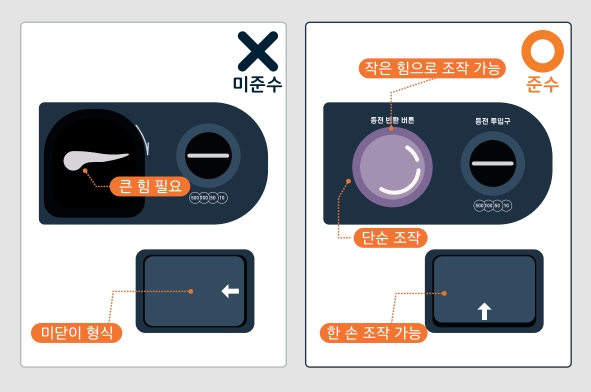 미준수
큰 힘 필요
500 100 50 10
미닫이 형식
준수
작은 힘으로 조작 가능
동전 반환 버튼
동전 투입구
500 100 50 10
단순 조작
한 손 조작 가능